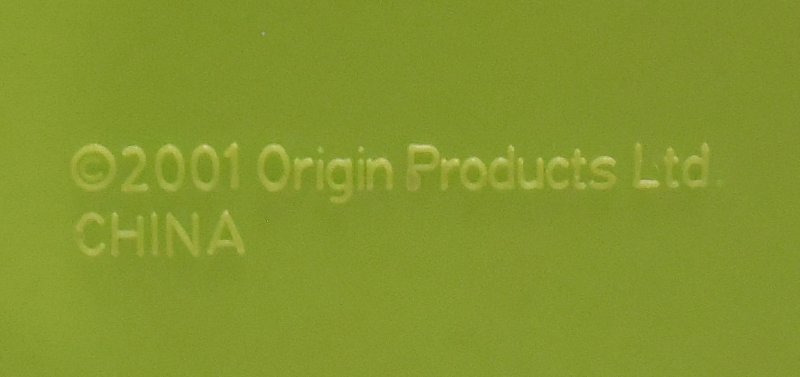 ©2001 Origin Products Ltd.
CHINA